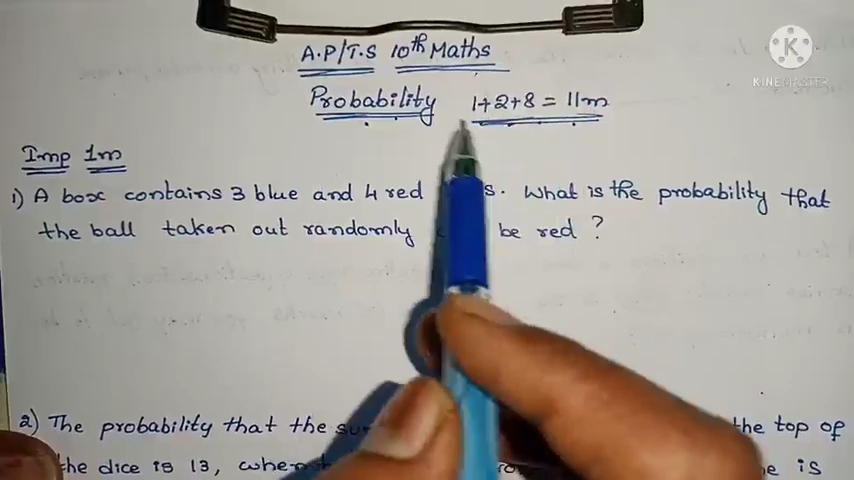 KINEMASTER
A.P/T.S 10th Maths
Probability 1+2+8 = 11m
Imp 1m
1) A box contains 3 blue and 4 red s. What is the probability that
the ball taken out randomly be red ?
2) The probability that the the top of
the dice is 13, when is